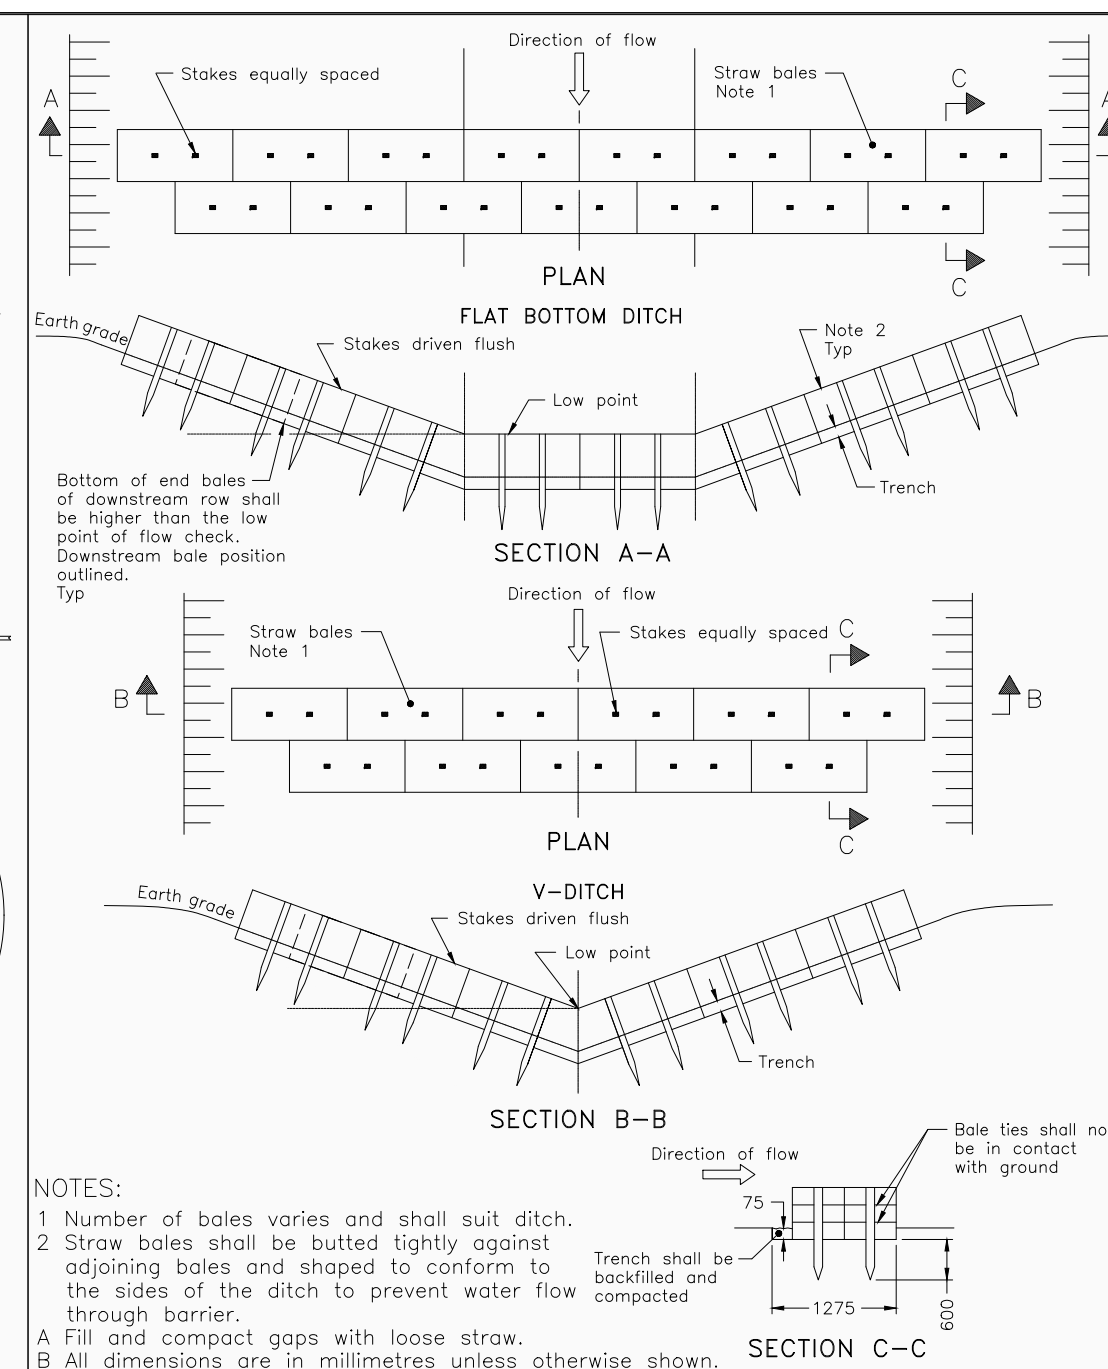 Direction of flow
Stakes equally spaced
Straw bales
Note 1
C
A
A
C
PLAN
FLAT BOTTOM DITCH
Earth grade
Stakes driven flush
Note 2
Typ
Low point
Bottom of end bales
of downstream row shall
be higher than the low
point of flow check.
Downstream bale position
outlined.
Typ
Trench
SECTION A-A
Direction of flow
Straw bales
Note 1
Stakes equally spaced
C
B
B
C
PLAN
V-DITCH
Earth grade
Stakes driven flush
Low point
Trench
SECTION B-B
Direction of flow
Bale ties shall no
be in contact
with ground
75
Trench shall be
backfilled and
compacted
1275
600
SECTION C-C
NOTES:
1 Number of bales varies and shall suit ditch.
2 Straw bales shall be butted tightly against
adjoining bales and shaped to conform to
the sides of the ditch to prevent water flow
through barrier.
A Fill and compact gaps with loose straw.
B All dimensions are in millimetres unless otherwise shown.